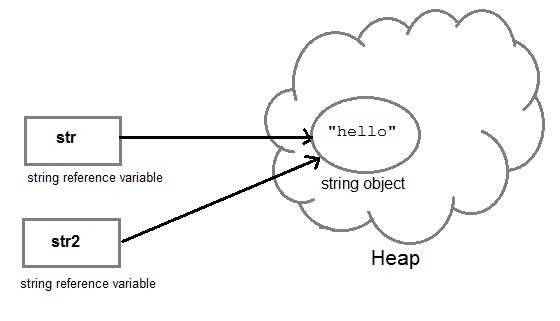 str
string reference variable
str2
string reference variable
"hello"
string object
Heap